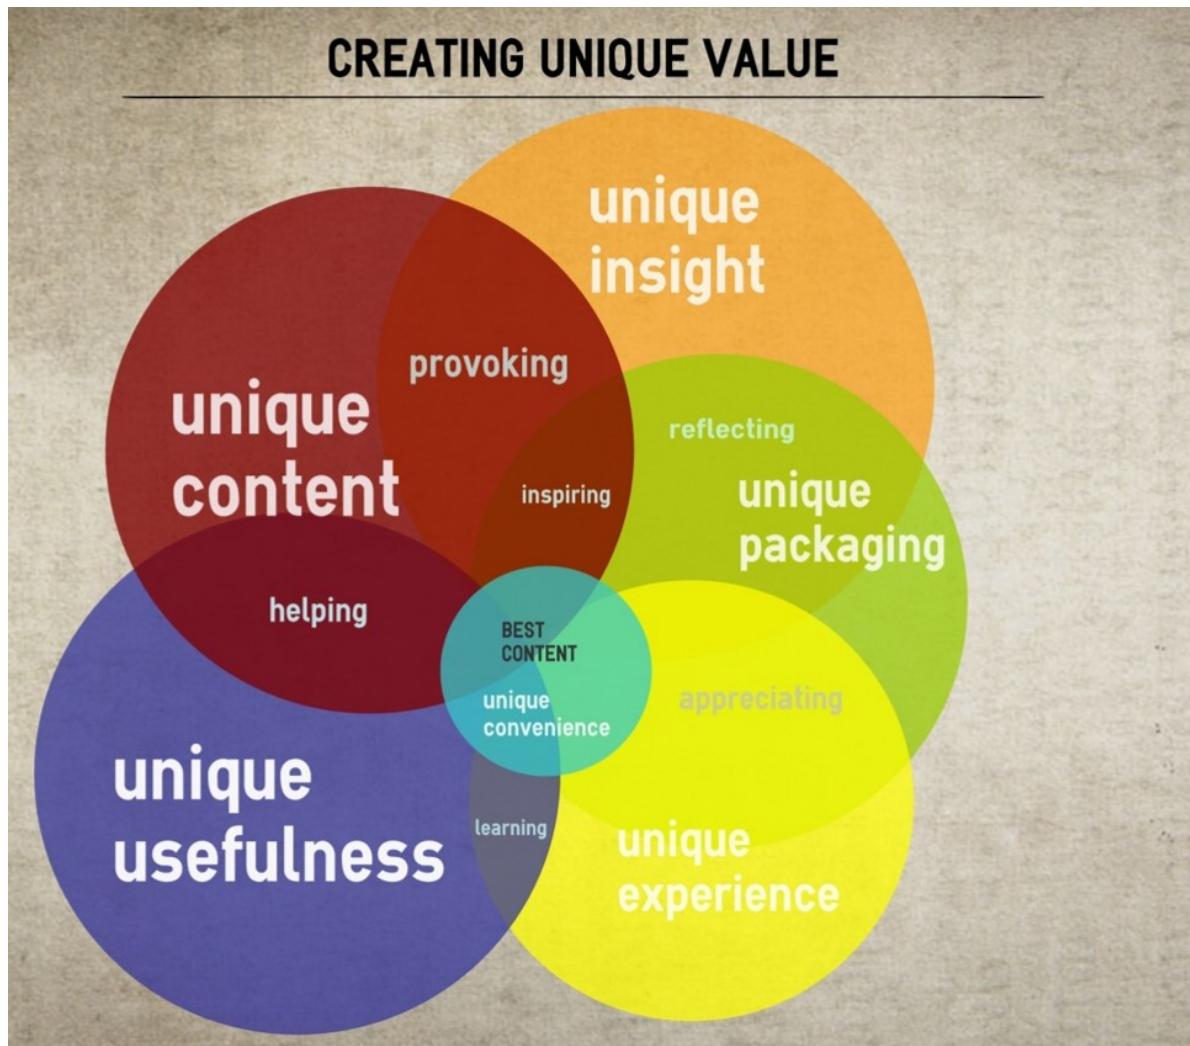 CREATING UNIQUE VALUE
unique
insight
provoking
unique
content
reflecting
inspiring
unique
packaging
helping
BEST
CONTENT
unique
convenience
appreciating
unique
usefulness
learning
unique
experience